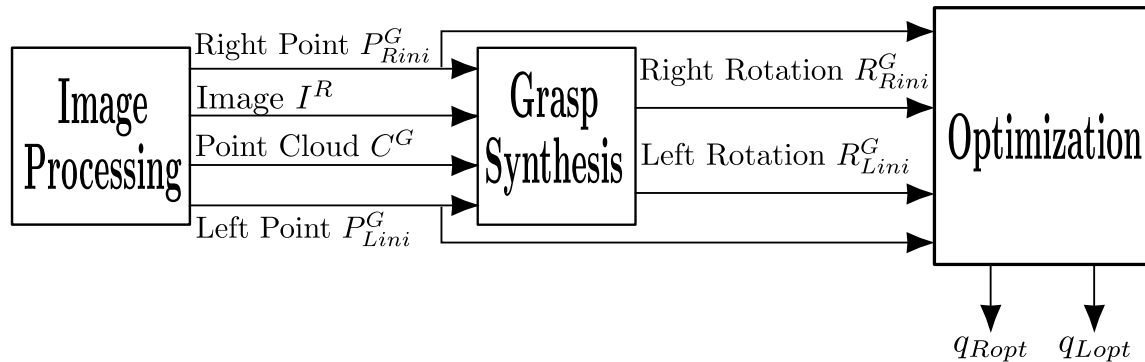 Image
Processing
Right Point $P^G_{Rini}$
Image $I^R$
Point Cloud $C^G$
Left Point $P^G_{Lini}$
Grasp
Synthesis
Right Rotation $R^G_{Rini}$
Left Rotation $R^G_{Lini}$
Optimization
$q_{Ropt}$
$q_{Lopt}$